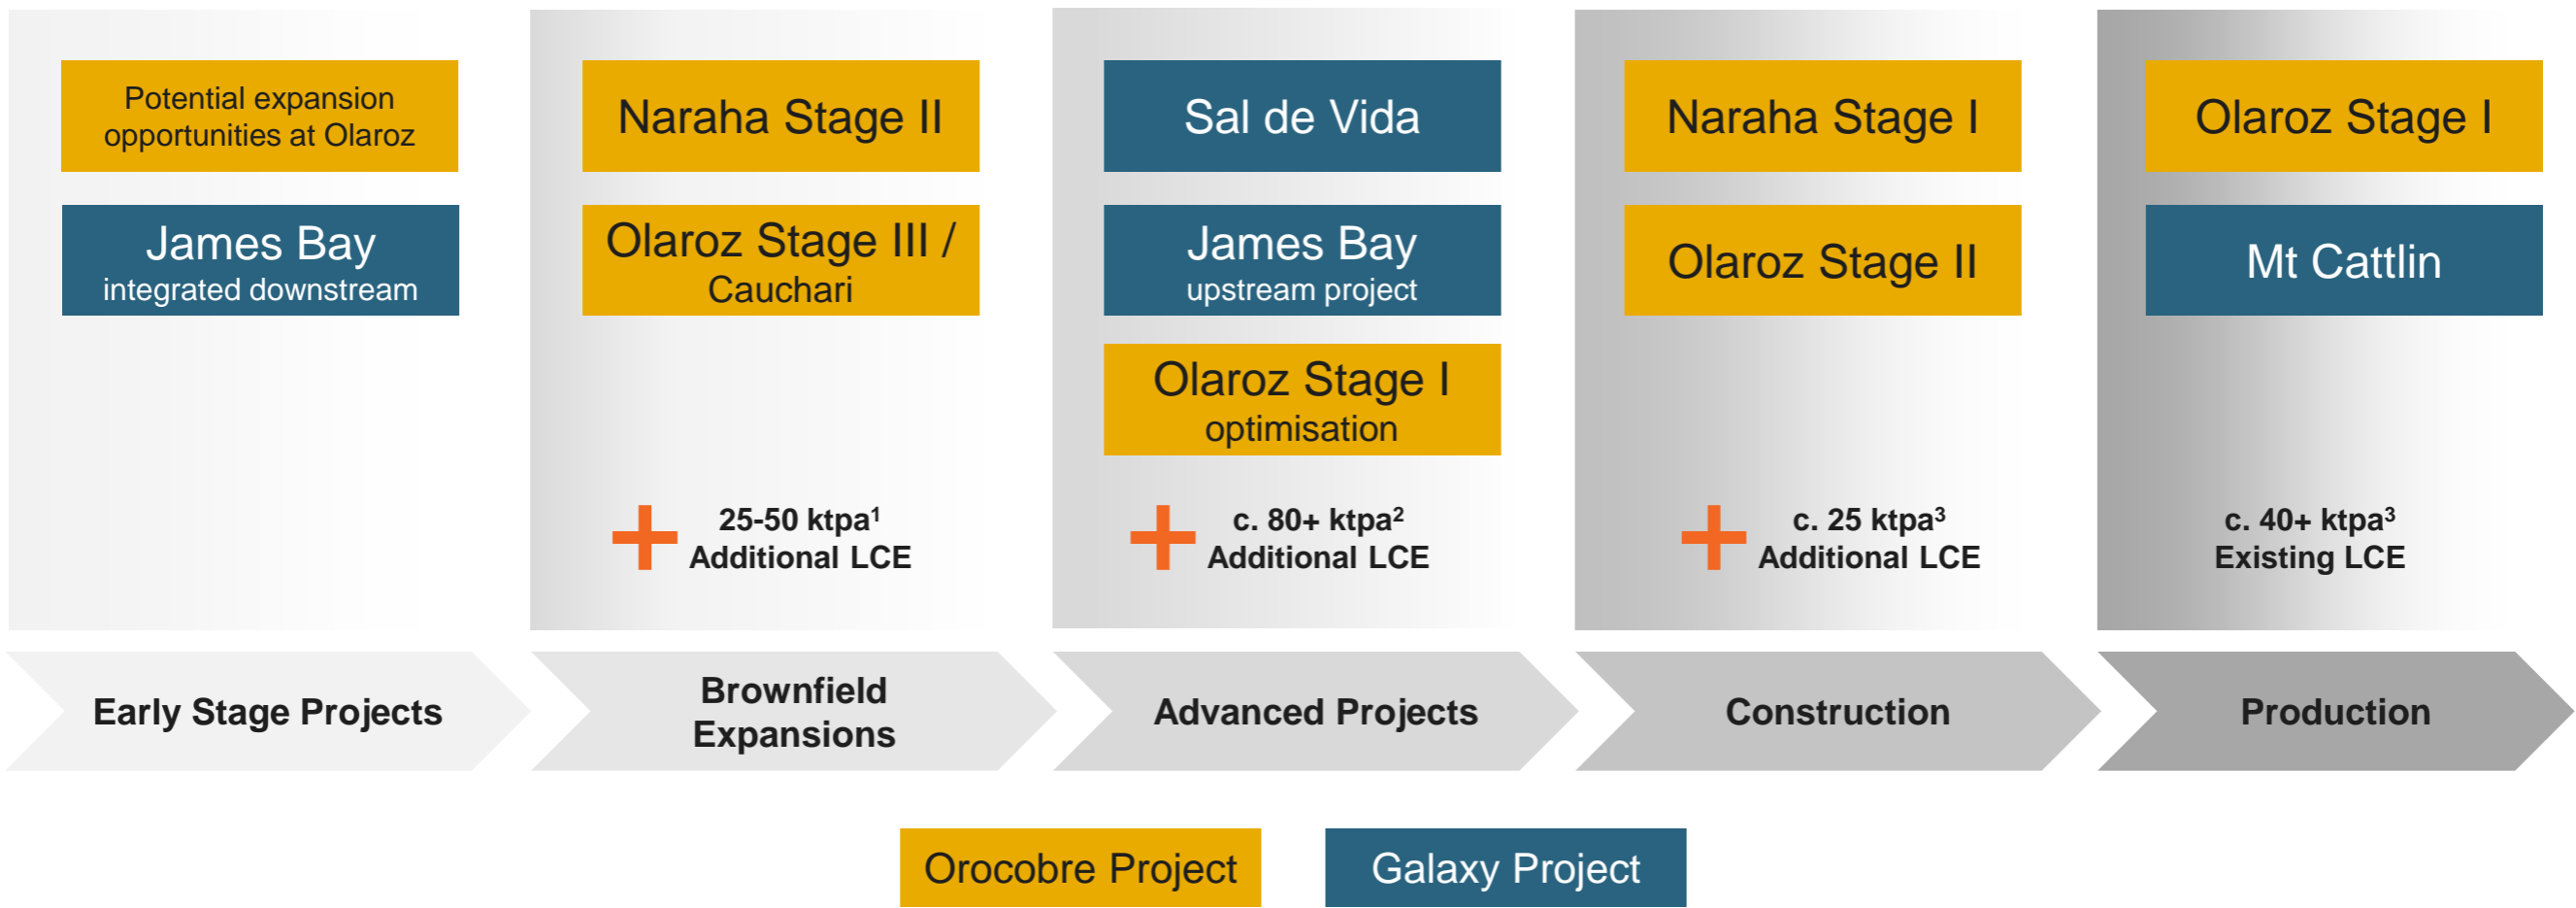 Potential expansion
opportunities at Olaroz
James Bay
integrated downstream
Naraha Stage II
Olaroz Stage III /
Cauchari
25-50 ktpa¹
Additional LCE
Sal de Vida
James Bay
upstream project
Olaroz Stage I
optimisation
c. 80+ ktpa²
Additional LCE
Naraha Stage I
Olaroz Stage II
c. 25 ktpa³
Additional LCE
Olaroz Stage I
Mt Cattlin
c. 40+ ktpa³
Existing LCE
Early Stage Projects
Brownfield
Expansions
Advanced Projects
Construction
Production
Orocobre Project
Galaxy Project